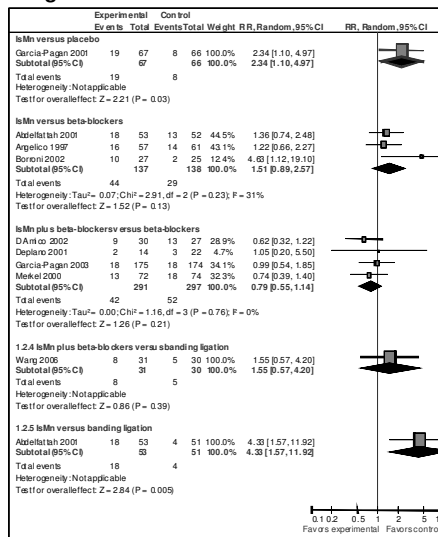 Experimental Control
Events Total Events Total Weight RR, Random, 95% CI RR, Random, 95% CI
IsMn versus placebo
Garcia-Pagan 2001 19 67 8 66 100.0% 2.34 [1.10, 4.97]
Subtotal (95% CI) 67 66 100.0% 2.34 [1.10, 4.97]
Total events 19 8
Heterogeneity: Not applicable
Test for overall effect: Z = 2.21 (P = 0.03)
IsMn versus beta-blockers
Abdelfattah 2001 18 53 13 52 44.5% 1.36 [0.74, 2.48]
Angelico 1997 16 57 14 61 43.1% 1.22 [0.66, 2.27]
Borroni 2002 10 27 2 25 12.4% 4.63 [1.12, 19.10]
Subtotal (95% CI) 137 138 100.0% 1.51 [0.89, 2.57]
Total events 44 29
Heterogeneity: Tau² = 0.07; Chi² = 2.91, df = 2 (P = 0.23); I² = 31%
Test for overall effect: Z = 1.52 (P = 0.13)
IsMn plus beta-blockers versus beta-blockers
DAmico 2002 9 30 13 27 28.9% 0.62 [0.32, 1.22]
Deplano 2001 2 14 3 22 4.7% 1.05 [0.20, 5.50]
Garcia-Pagan 2003 18 175 18 174 34.1% 0.99 [0.54, 1.85]
Merkel 2000 13 72 18 74 32.3% 0.74 [0.39, 1.40]
Subtotal (95% CI) 291 297 100.0% 0.79 [0.55, 1.14]
Total events 42 52
Heterogeneity: Tau² = 0.00; Chi² = 1.16, df = 3 (P = 0.76); I² = 0%
Test for overall effect: Z = 1.26 (P = 0.21)
1.2.4 IsMn plus beta-blockers versus banding ligation
Wang 2006 8 31 5 30 100.0% 1.55 [0.57, 4.20]
Subtotal (95% CI) 31 30 100.0% 1.55 [0.57, 4.20]
Total events 8 5
Heterogeneity: Not applicable
Test for overall effect: Z = 0.86 (P = 0.39)
1.2.5 IsMn versus banding ligation
Abdelfattah 2001 18 53 4 51 100.0% 4.33 [1.57, 11.92]
Subtotal (95% CI) 53 51 100.0% 4.33 [1.57, 11.92]
Total events 18 4
Heterogeneity: Not applicable
Test for overall effect: Z = 2.84 (P = 0.005)
0.1 0.2 0.5 1 2 5
Favors experimental Favors contro